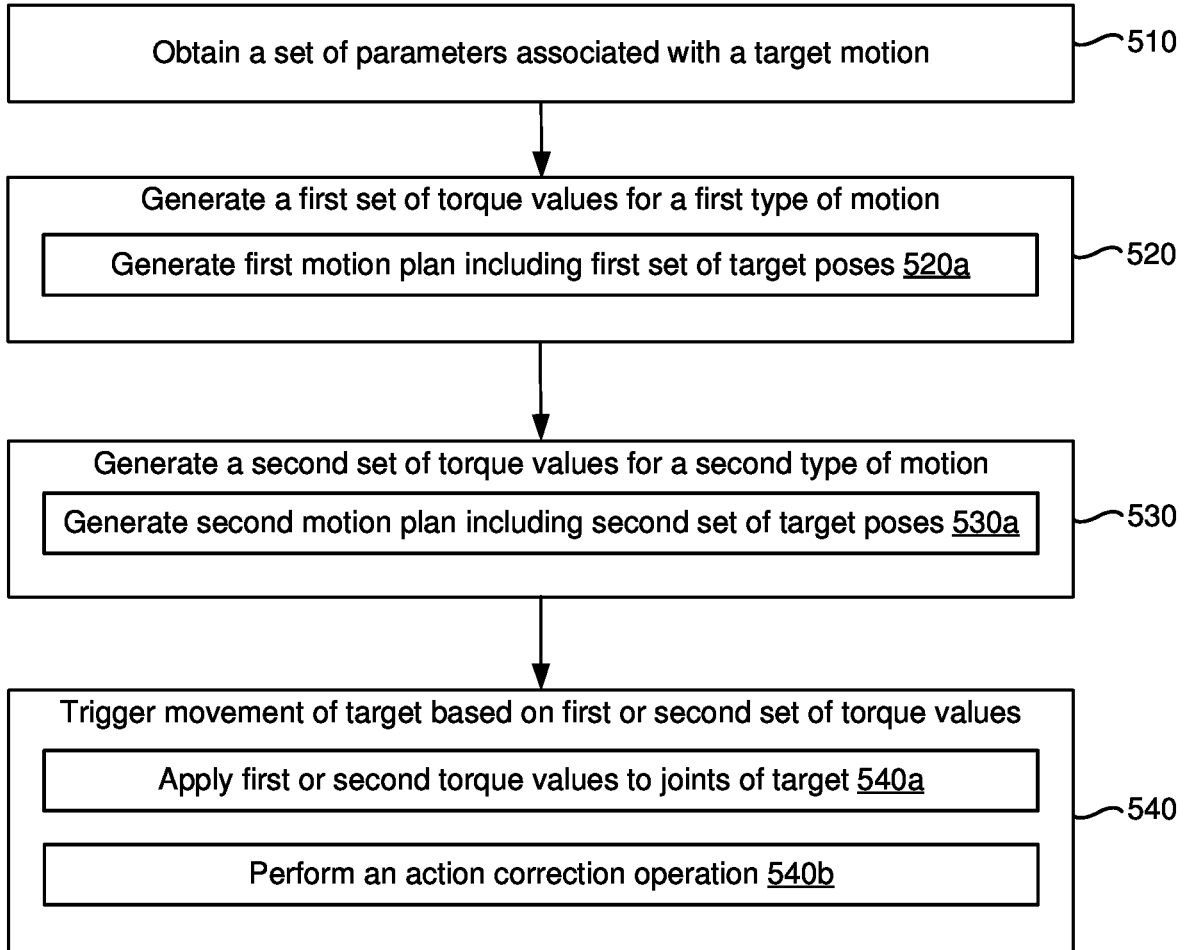 Obtain a set of parameters associated with a target motion
510
Generate a first set of torque values for a first type of motion
Generate first motion plan including first set of target poses 520a
520
Generate a second set of torque values for a second type of motion
Generate second motion plan including second set of target poses 530a
530
Trigger movement of target based on first or second set of torque values
Apply first or second torque values to joints of target 540a
540
Perform an action correction operation 540b